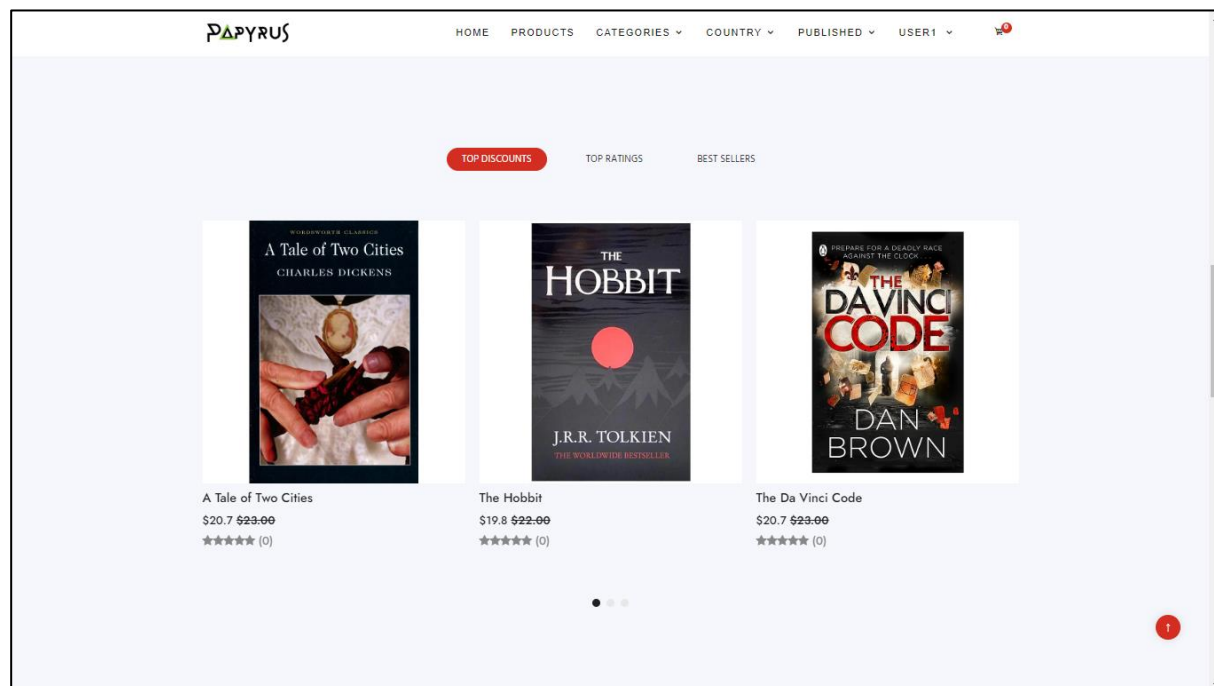 PAPYRUS
HOME PRODUCTS CATEGORIES COUNTRY PUBLISHED USER1 0
TOP DISCOUNTS TOP RATINGS BEST SELLERS
WORDSWORTH CLASSICS
A Tale of Two Cities
CHARLES DICKENS
THE
HOBBIT
J.R.R. TOLKIEN
THE WORLDWIDE BESTSELLER
PREPARE FOR A DEADLY RACE
AGAINST THE CLOCK . . .
THE
DA VINCI
CODE
DAN
BROWN
A Tale of Two Cities
$20.7 $23.00
(0)
The Hobbit
$19.8 $22.00
(0)
The Da Vinci Code
$20.7 $23.00
(0)